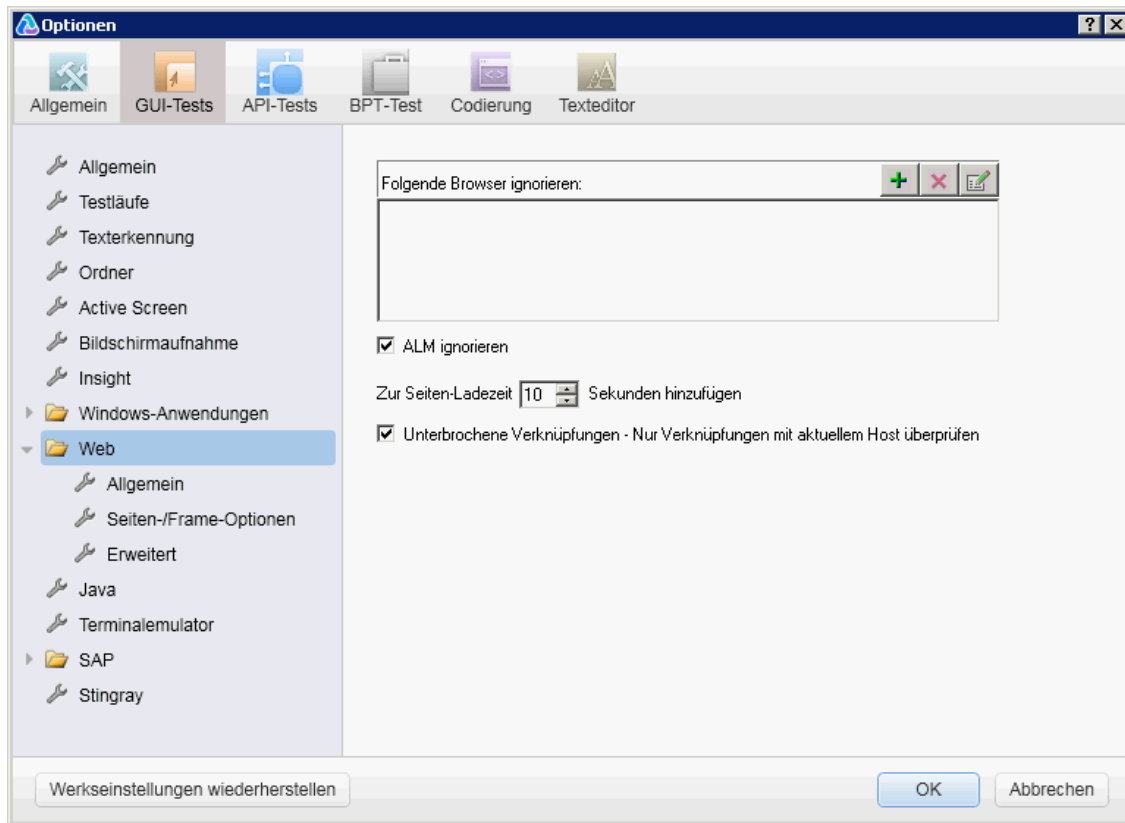 Optionen
Allgemein
GUI-Tests
API-Tests
BPT-Test
Codierung
Texteditor
Allgemein
Testläufe
Texterkennung
Ordner
Active Screen
Bildschirmaufnahme
Insight
Windows-Anwendungen
Web
Allgemein
Seiten-/Frame-Optionen
Erweitert
Java
Terminalemulator
SAP
Stingray
Folgende Browser ignorieren:
ALM ignorieren
Zur Seiten-Ladezeit 10 Sekunden hinzufügen
Unterbrochene Verknüpfungen - Nur Verknüpfungen mit aktuellem Host überprüfen
Werkseinstellungen wiederherstellen
OK
Abbrechen